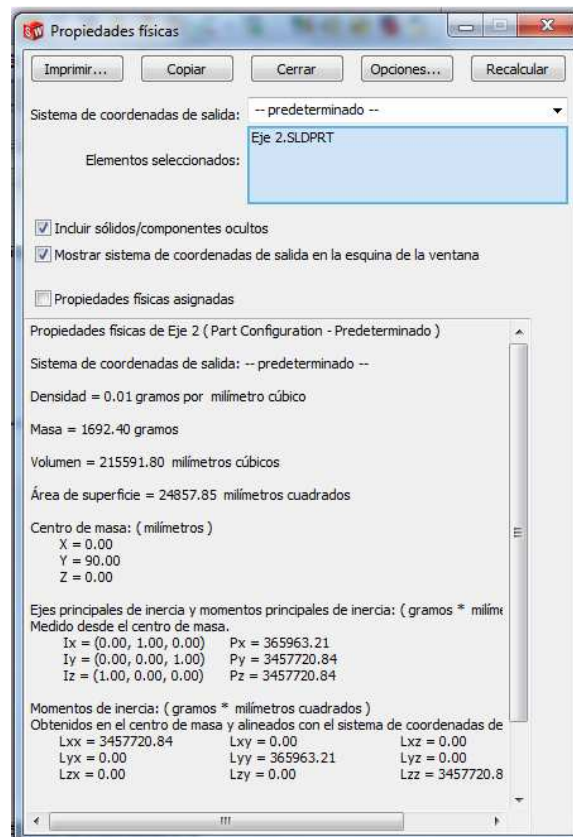 Propiedades físicas
Imprimir... Copiar Cerrar Opciones... Recalcular
Sistema de coordenadas de salida: -- predeterminado --
Elementos seleccionados: Eje 2.SLDPRT
Incluir sólidos/componentes ocultos
Mostrar sistema de coordenadas de salida en la esquina de la ventana
Propiedades físicas asignadas
Propiedades físicas de Eje 2 ( Part Configuration - Predeterminado )
Sistema de coordenadas de salida: -- predeterminado --
Densidad = 0.01 gramos por milímetro cúbico
Masa = 1692.40 gramos
Volumen = 215591.80 milímetros cúbicos
Área de superficie = 24857.85 milímetros cuadrados
Centro de masa: ( milímetros )
X = 0.00
Y = 90.00
Z = 0.00
Ejes principales de inercia y momentos principales de inercia: ( gramos * milíme
Medido desde el centro de masa.
Ix = (0.00, 1.00, 0.00) Px = 365963.21
Iy = (0.00, 0.00, 1.00) Py = 3457720.84
Iz = (1.00, 0.00, 0.00) Pz = 3457720.84
Momentos de inercia: ( gramos * milímetros cuadrados )
Obtenidos en el centro de masa y alineados con el sistema de coordenadas de
Lxx = 3457720.84 Lxy = 0.00 Lxz = 0.00
Lyx = 0.00 Lyy = 365963.21 Lyz = 0.00
Lzx = 0.00 Lzy = 0.00 Lzz = 3457720.8